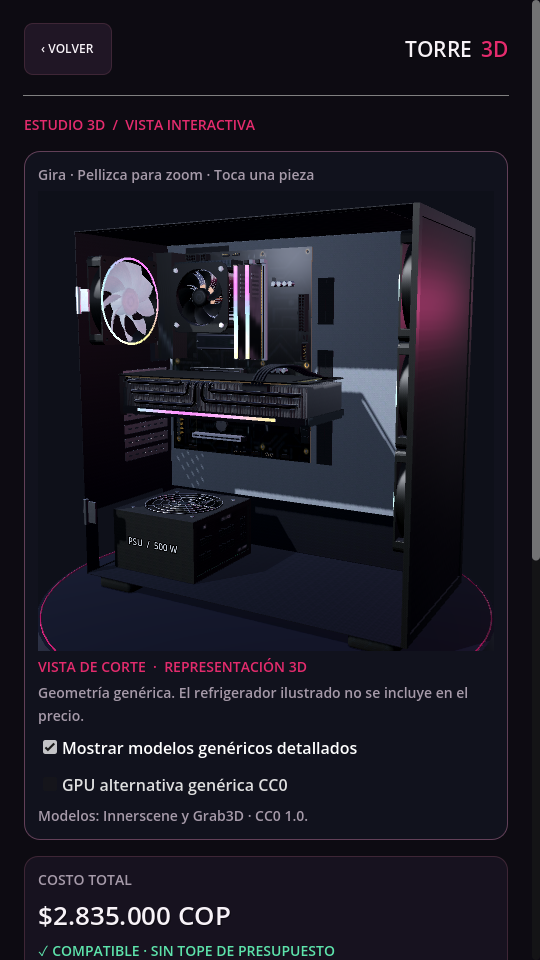 ‹ VOLVER
TORRE 3D
ESTUDIO 3D / VISTA INTERACTIVA
Gira · Pellizca para zoom · Toca una pieza
PSU / 500 W
VISTA DE CORTE · REPRESENTACIÓN 3D
Geometría genérica. El refrigerador ilustrado no se incluye en el
precio.
Mostrar modelos genéricos detallados
GPU alternativa genérica CC0
Modelos: Innerscene y Grab3D · CC0 1.0.
COSTO TOTAL
$2.835.000 COP
✓ COMPATIBLE · SIN TOPE DE PRESUPUESTO